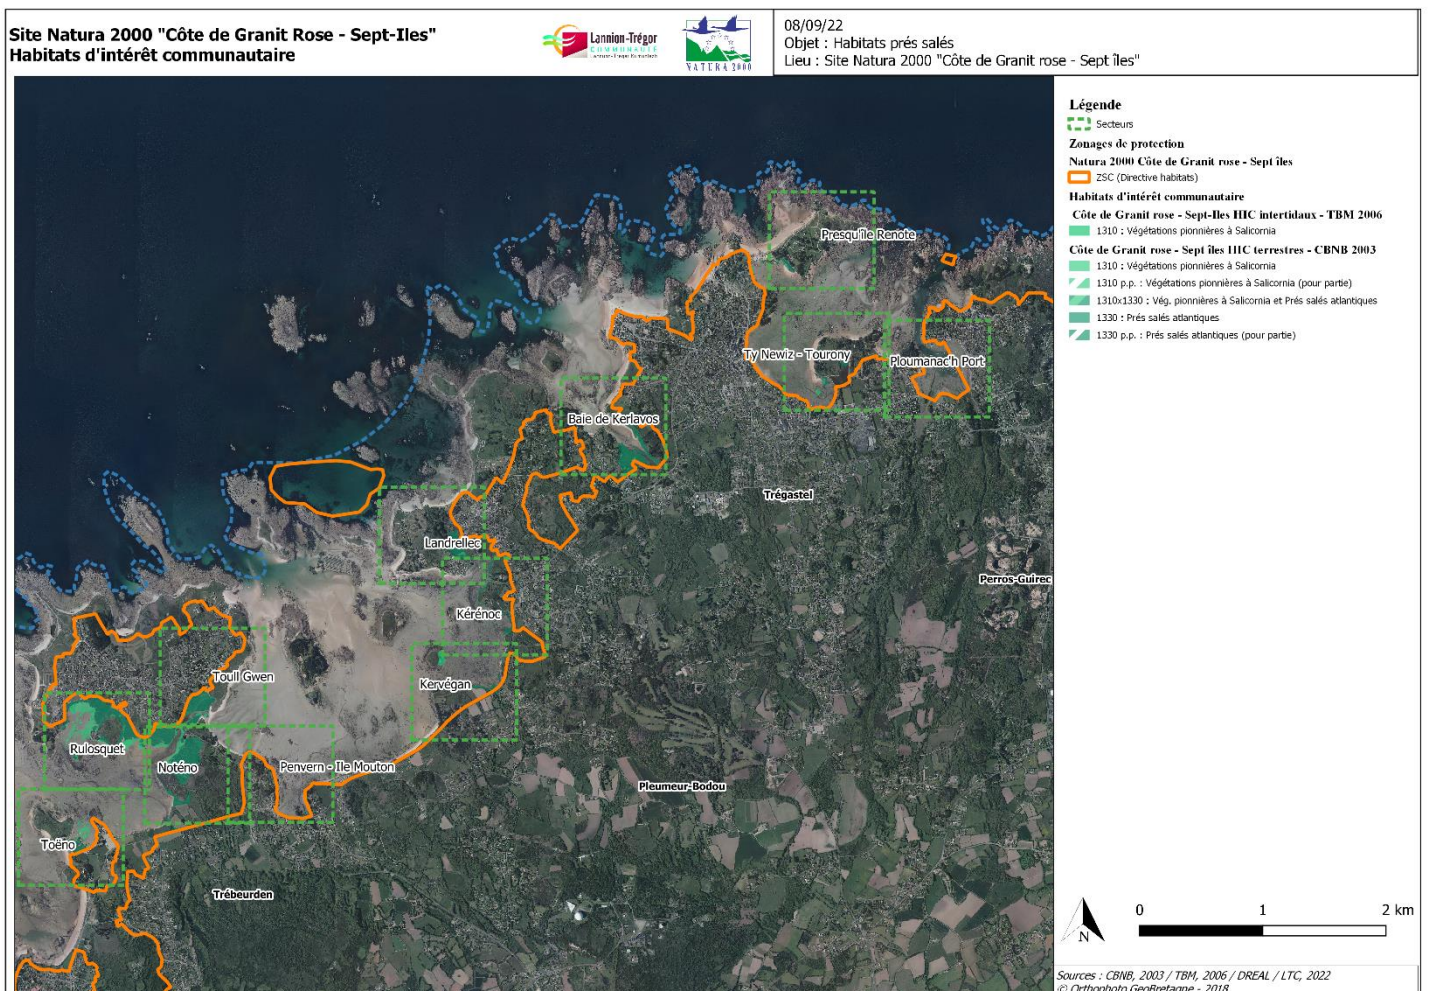 Site Natura 2000 "Côte de Granit Rose - Sept-Iles"
Habitats d'intérêt communautaire
Lannion-Trégor
COMMUNAUTÉ
NATURA 2000
08/09/22
Objet : Habitats prés salés
Lieu : Site Natura 2000 "Côte de Granit rose - Sept îles"
Légende
Secteurs
Zonages de protection
Natura 2000 Côte de Granit rose - Sept îles
ZSC (Directive habitats)
Habitats d'intérêt communautaire
Côte de Granit rose - Sept-Iles HIC intertidaux - TBM 2006
1310 : Végétations pionnières à Salicornia
Côte de Granit rose - Sept îles HIC terrestres - CBNB 2003
1310 : Végétations pionnières à Salicornia
1310 p.p. : Végétations pionnières à Salicornia (pour partie)
1310x1330 : Vég. pionnières à Salicornia et Prés salés atlantiques
1330 : Prés salés atlantiques
1330 p.p. : Prés salés atlantiques (pour partie)
Presqu'île Renote
Ty Newiz - Tourony
Ploumanac'h Port
Baie de Kerlavos
Trégastel
Landrellec
Perros-Guirec
Kérénoc
Toull Gwen
Kervégan
Rulosquet
Noténo
Penvern - Ile Mouton
Pleumeur-Bodou
Toëno
Trébeurden
0 1 2 km
N
Sources : CBNB, 2003 / TBM, 2006 / DREAL / LTC, 2022
© Orthophoto GeoBretagne - 2018